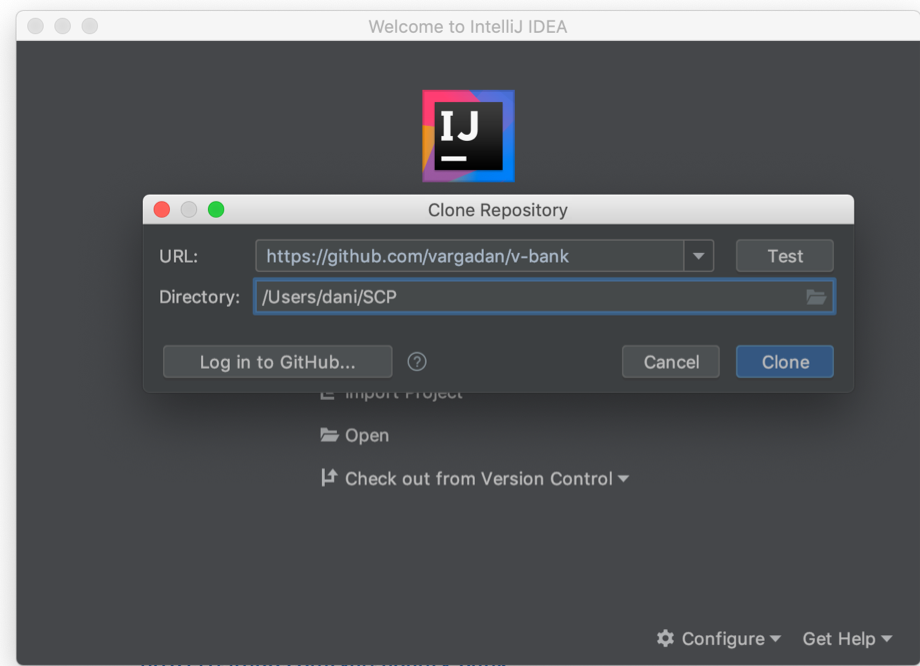 Welcome to IntelliJ IDEA
IJ
Clone Repository
URL: https://github.com/vargadan/v-bank Test
Directory: /Users/dani/SCP
Log in to GitHub... ? Cancel Clone
Import Project
Open
Check out from Version Control
Configure Get Help